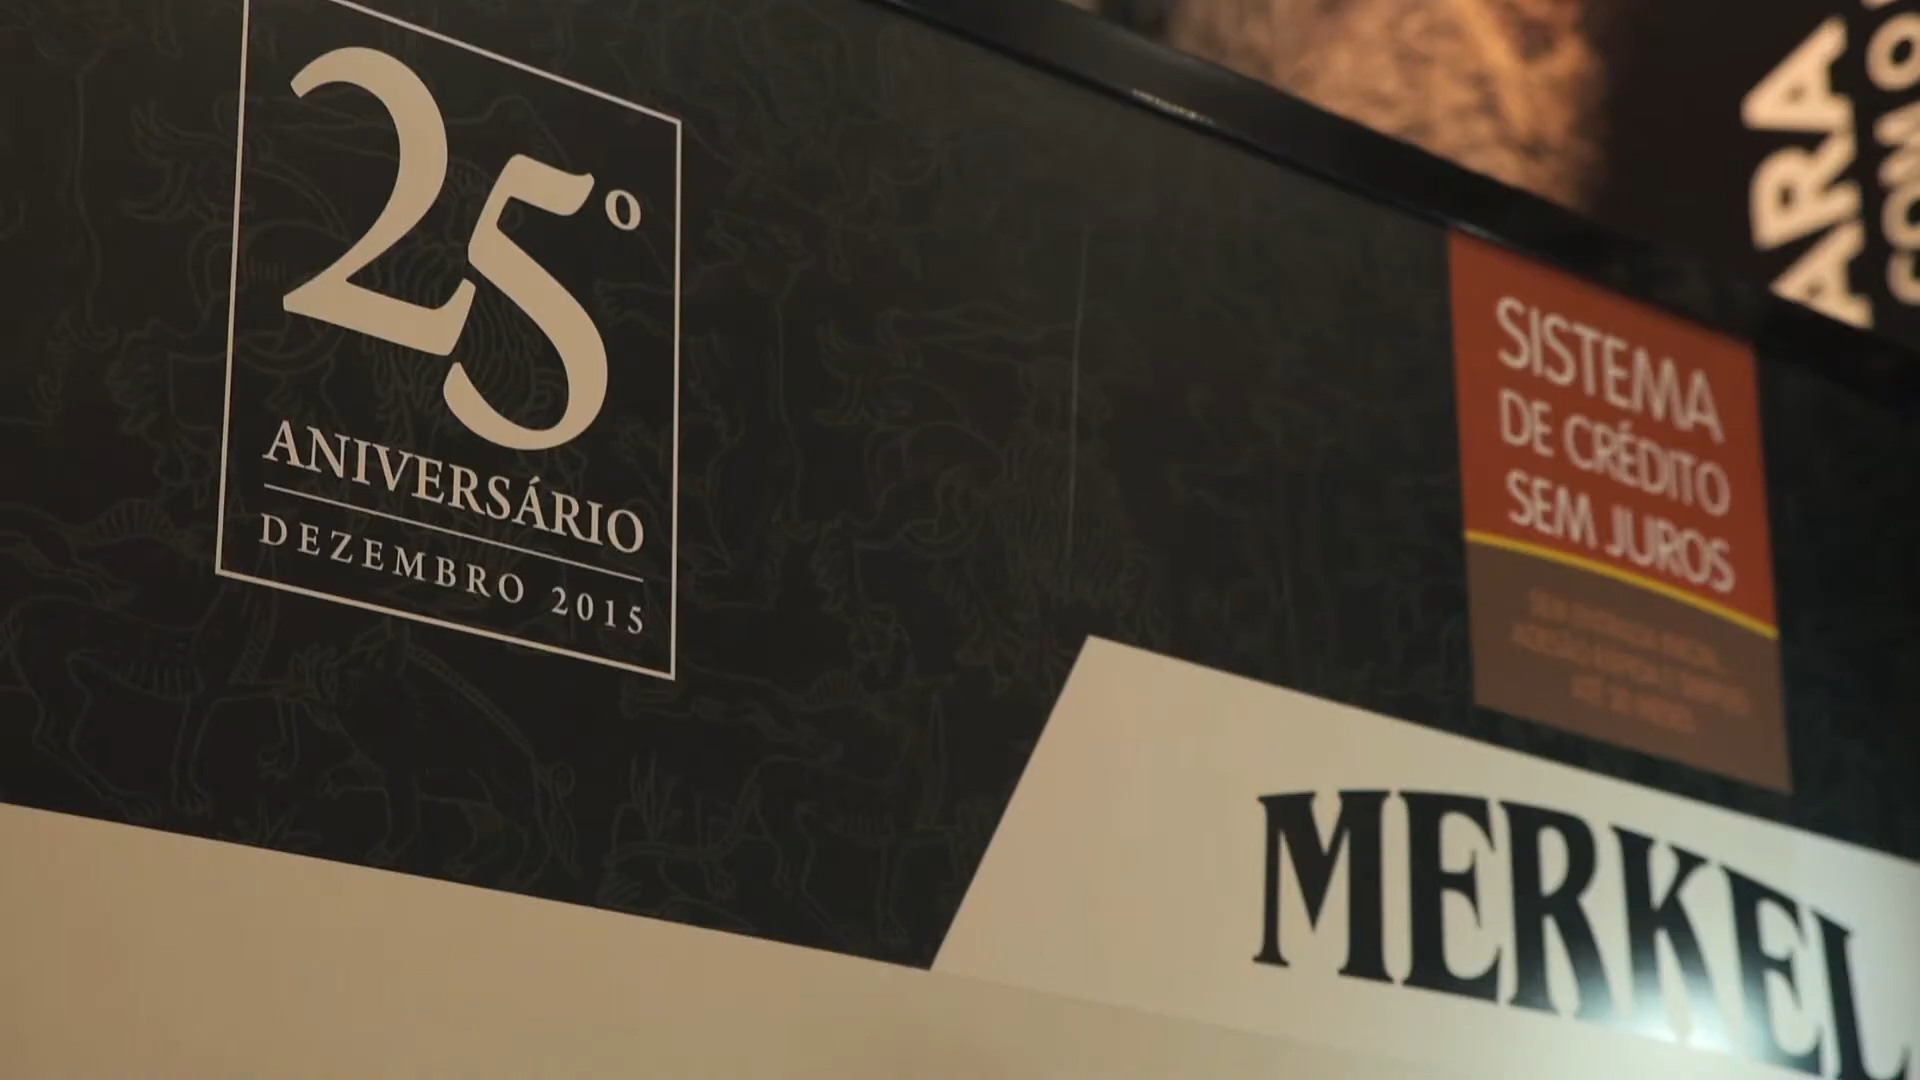 25º
ANIVERSÁRIO
DEZEMBRO 2015
SISTEMA
DE CRÉDITO
SEM JUROS
MERKEL
ARA